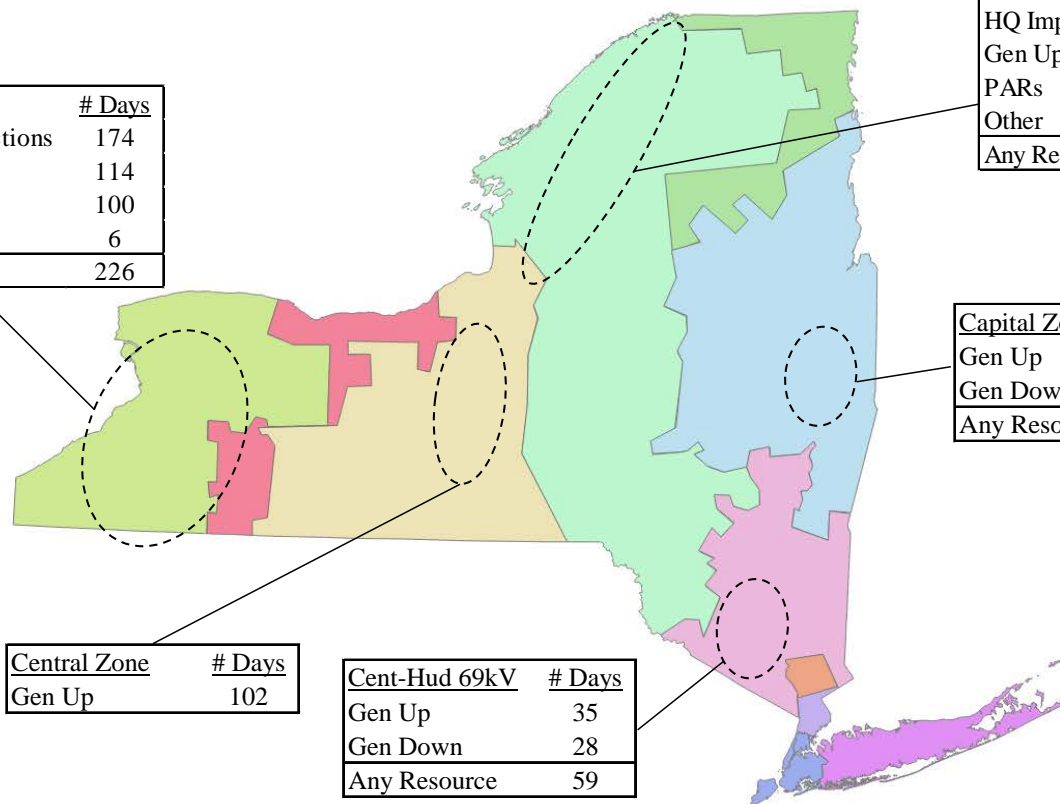 HQ Imp
Gen Up
PARs
Other
Any Re
# Days
ctions 174
114
100
6
226
Capital Zo
Gen Up
Gen Dow
Any Reso
Central Zone # Days
Gen Up 102
Cent-Hud 69kV # Days
Gen Up 35
Gen Down 28
Any Resource 59